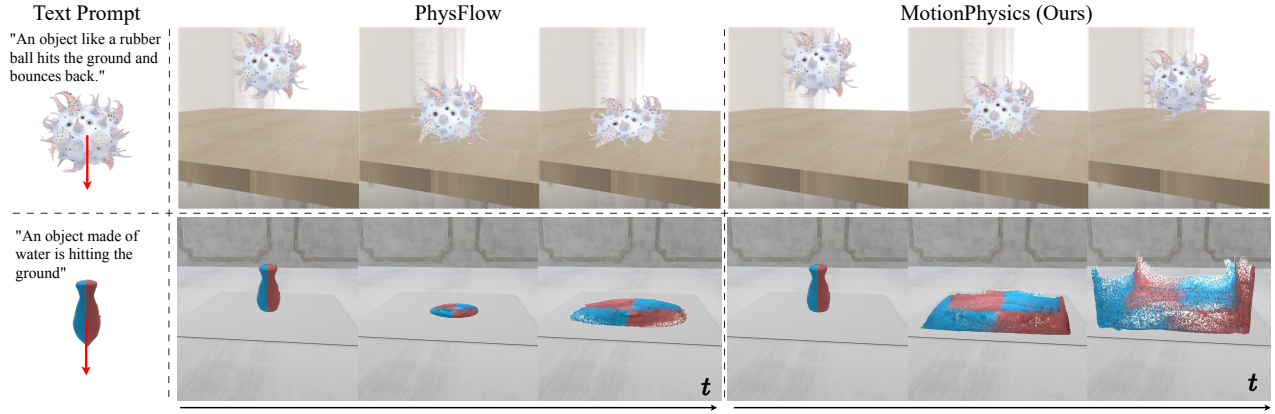 Text Prompt
PhysFlow
MotionPhysics (Ours)
"An object like a rubber
ball hits the ground and
bounces back."
"An object made of
water is hitting the
ground"
t
t